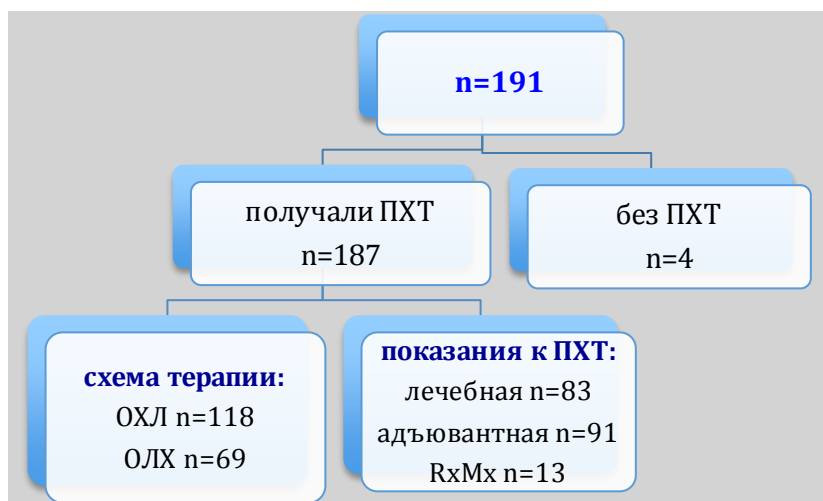 n=191
получали ПХТ
n=187
без ПХТ
n=4
схема терапии:
ОХЛ n=118
ОЛХ n=69
показания к ПХТ:
лечебная n=83
адъювантная n=91
RxMx n=13